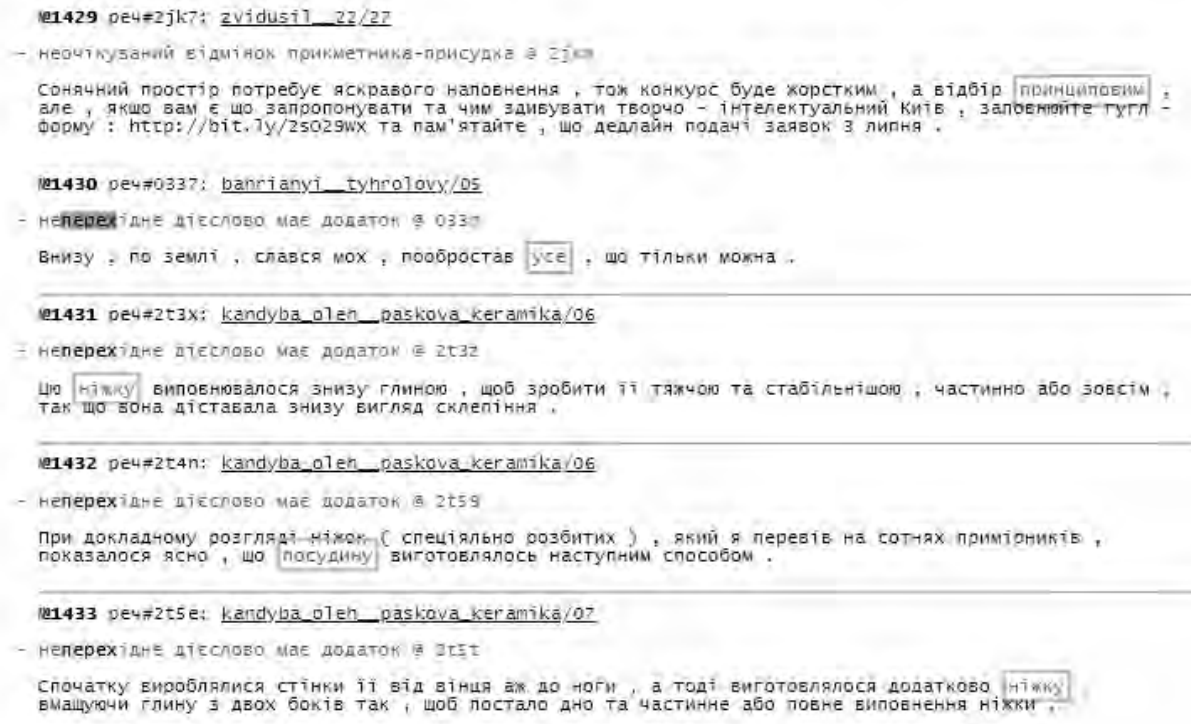 №1429 реч#2jk7: zvidusil__22/27
– неочікуваний відмінок прикметника-присудка @ 2jkm
Сонячний простір потребує яскравого наповнення , тож конкурс буде жорстким , а відбір принциповим ,
але , якщо вам є що запропонувати та чим здивувати творчо – інтелектуальний Київ , заповнюйте гугл –
форму : http://bit.ly/2sO29wx та пам'ятайте , що дедлайн подачі заявок 3 липня .
№1430 реч#0337: bahrianyi__tyhrolovy/05
– неперехідне дієслово має додаток @
Внизу , по землі , слався мох , пообростав усе , що тільки можна .
№1431 реч#2t3x: kandyba_oleh__paskova_keramika/06
– неперехідне дієслово має додаток @ 2t3z
Цю ніжку виповнювалося знизу глиною , щоб зробити її тяжчою та стабільнішою , частинно або зовсім ,
так що вона діставала знизу вигляд склепіння .
№1432 реч#2t4n: kandyba_oleh__paskova_keramika/06
– неперехідне дієслово має додаток @ 2t59
При докладному розгляді ніжок ( спеціяльно розбитих ) , який я перевів на сотнях примірників ,
показалося ясно , що посудину виготовлялось наступним способом .
№1433 реч#2t5e: kandyba_oleh__paskova_keramika/07
– неперехідне дієслово має додаток @ 2t5t
Спочатку вироблялися стінки її від вінця аж до ноги , а тоді виготовлялося додатково ніжку ,
вмащуючи глину з двох боків так , щоб постало дно та частинне або повне виповнення ніжки .